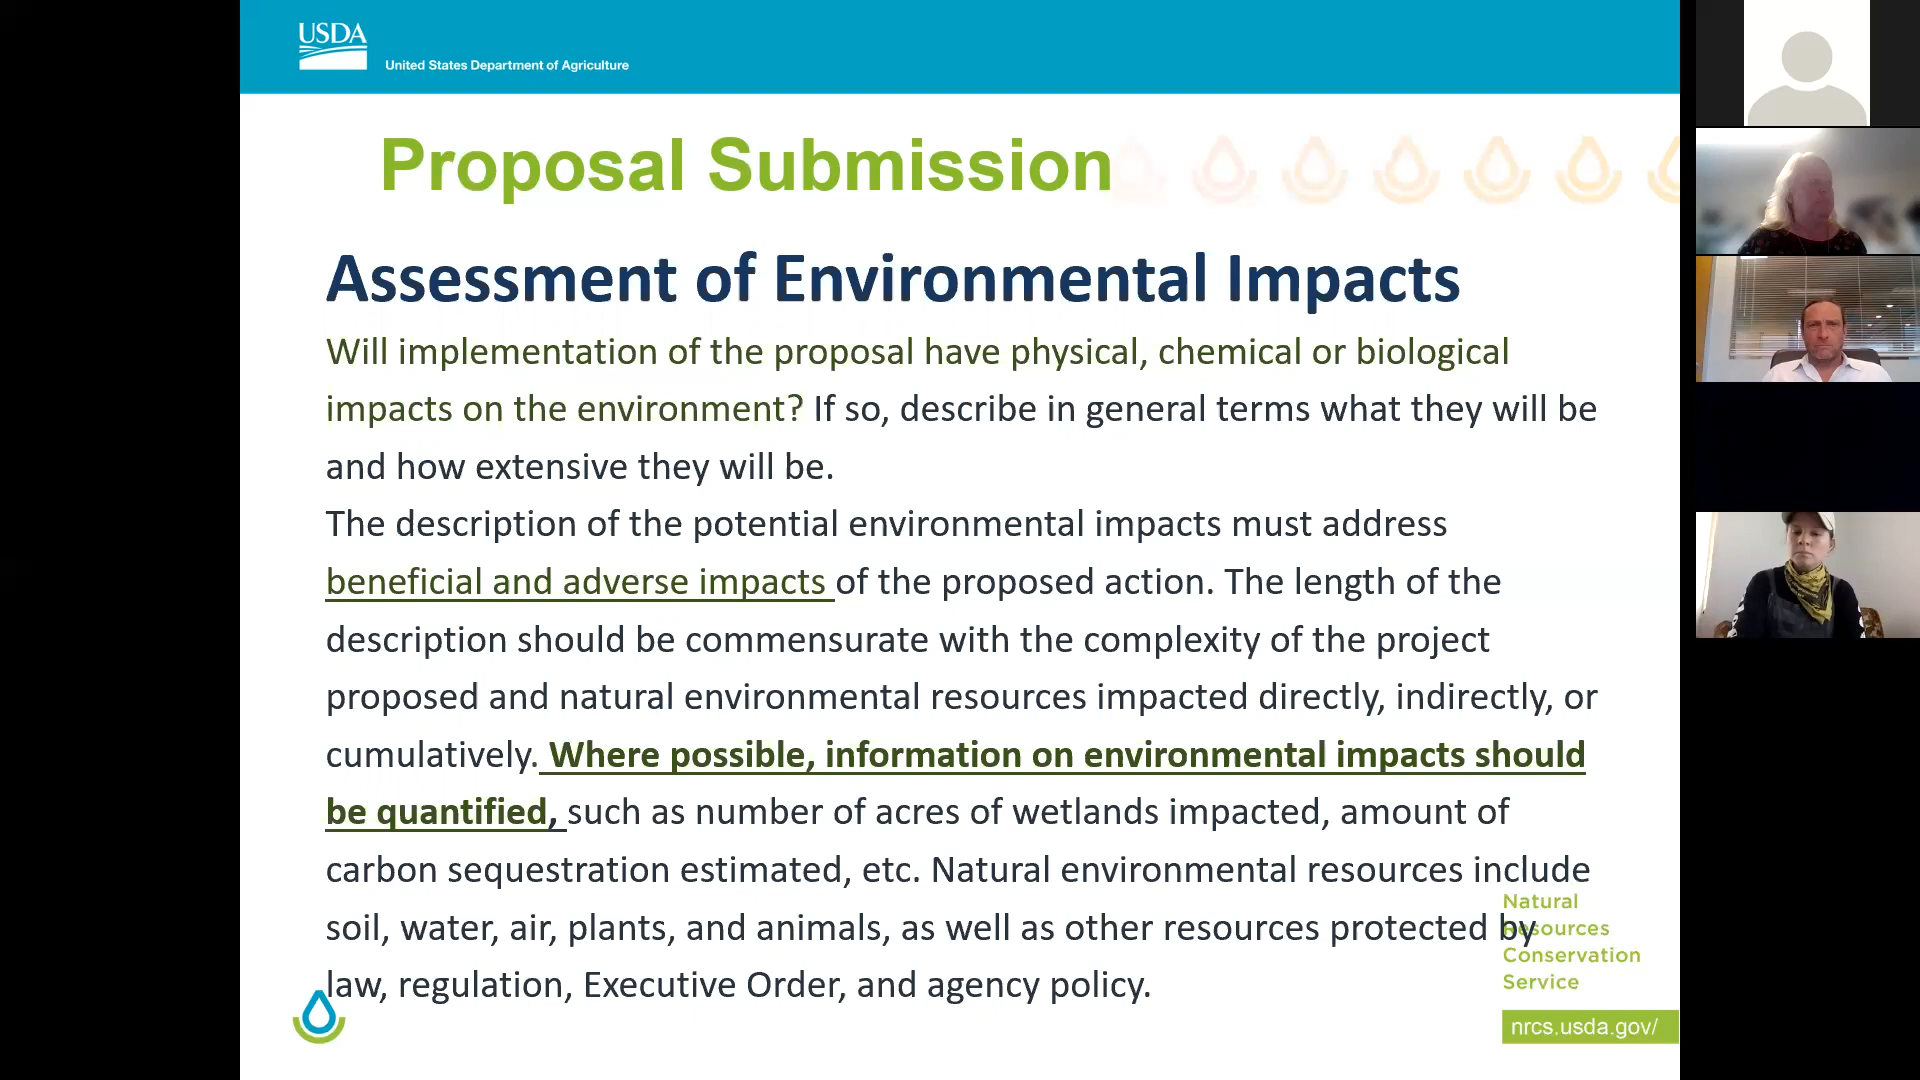 USDA
United States Department of Agriculture
Proposal Submission
Assessment of Environmental Impacts
Will implementation of the proposal have physical, chemical or biological
impacts on the environment? If so, describe in general terms what they will be
and how extensive they will be.
The description of the potential environmental impacts must address
beneficial and adverse impacts of the proposed action. The length of the
description should be commensurate with the complexity of the project
proposed and natural environmental resources impacted directly, indirectly, or
cumulatively. Where possible, information on environmental impacts should
be quantified, such as number of acres of wetlands impacted, amount of
carbon sequestration estimated, etc. Natural environmental resources include
soil, water, air, plants, and animals, as well as other resources protected by
law, regulation, Executive Order, and agency policy.
Natural
Resources
Conservation
Service
nrcs.usda.gov/